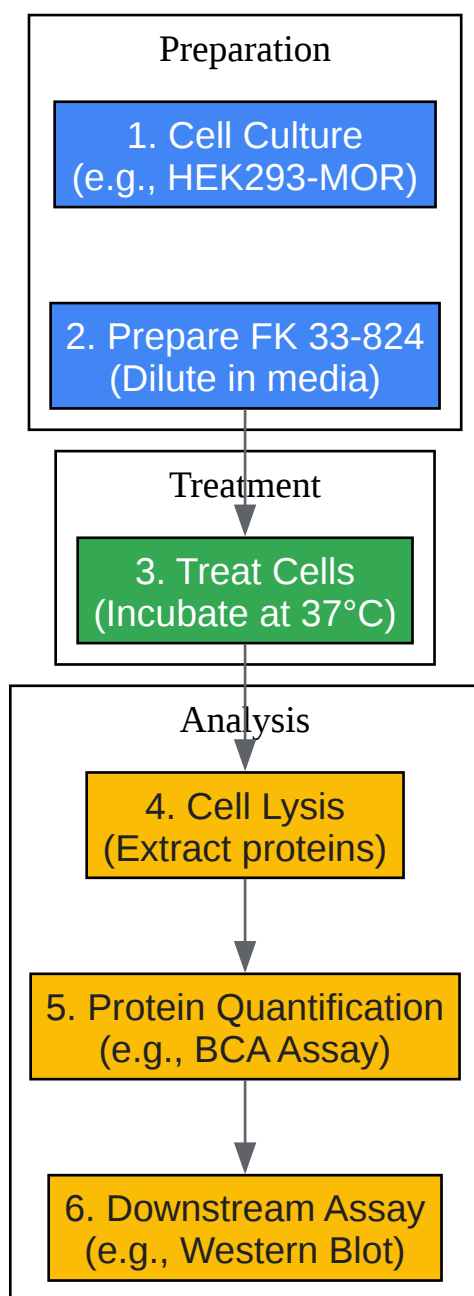 Preparation
1. Cell Culture
(e.g., HEK293-MOR)
2. Prepare FK 33-824
(Dilute in media)
Treatment
3. Treat Cells
(Incubate at 37°C)
Analysis
4. Cell Lysis
(Extract proteins)
5. Protein Quantification
(e.g., BCA Assay)
6. Downstream Assay
(e.g., Western Blot)